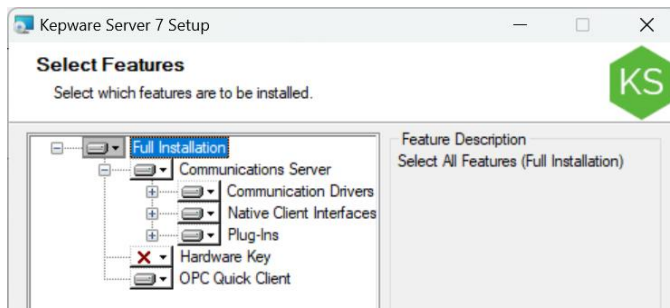 Kepware Server 7 Setup
Select Features
Select which features are to be installed.
KS
Full Installation
Communications Server
Communication Drivers
Native Client Interfaces
Plug-Ins
Hardware Key
OPC Quick Client
Feature Description
Select All Features (Full Installation)